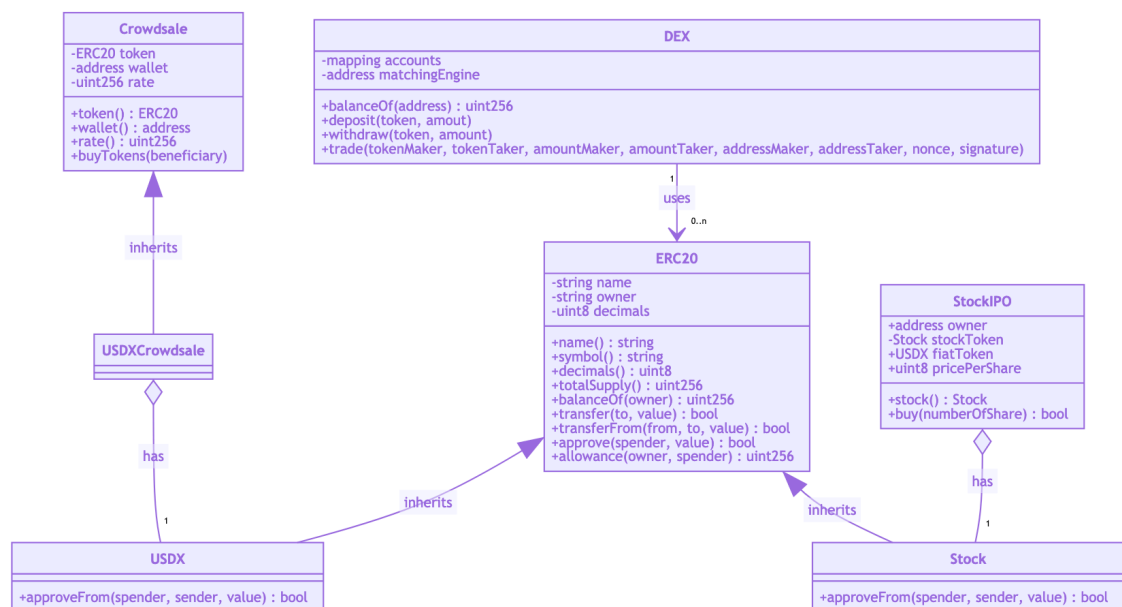 Crowdsale
-ERC20 token
-address wallet
-uint256 rate
+token() : ERC20
+wallet() : address
+rate() : uint256
+buyTokens(beneficiary)
DEX
-mapping accounts
-address matchingEngine
+balanceOf(address) : uint256
+deposit(token, amout)
+withdraw(token, amount)
+trade(tokenMaker, tokenTaker, amountMaker, amountTaker, addressMaker, addressTaker, nonce, signature)
inherits
1
uses
0..n
USDXCrowdsale
ERC20
-string name
-string owner
-uint8 decimals
+name() : string
+symbol() : string
+decimals() : uint8
+totalSupply() : uint256
+balanceOf(owner) : uint256
+transfer(to, value) : bool
+transferFrom(from, to, value) : bool
+approve(spender, value) : bool
+allowance(owner, spender) : uint256
StockIPO
+address owner
-Stock stockToken
+USDX fiatToken
+uint8 pricePerShare
+stock() : Stock
+buy(numberOfShare) : bool
has
1
inherits
inherits
has
1
USDX
+approveFrom(spender, sender, value) : bool
Stock
+approveFrom(spender, sender, value) : bool